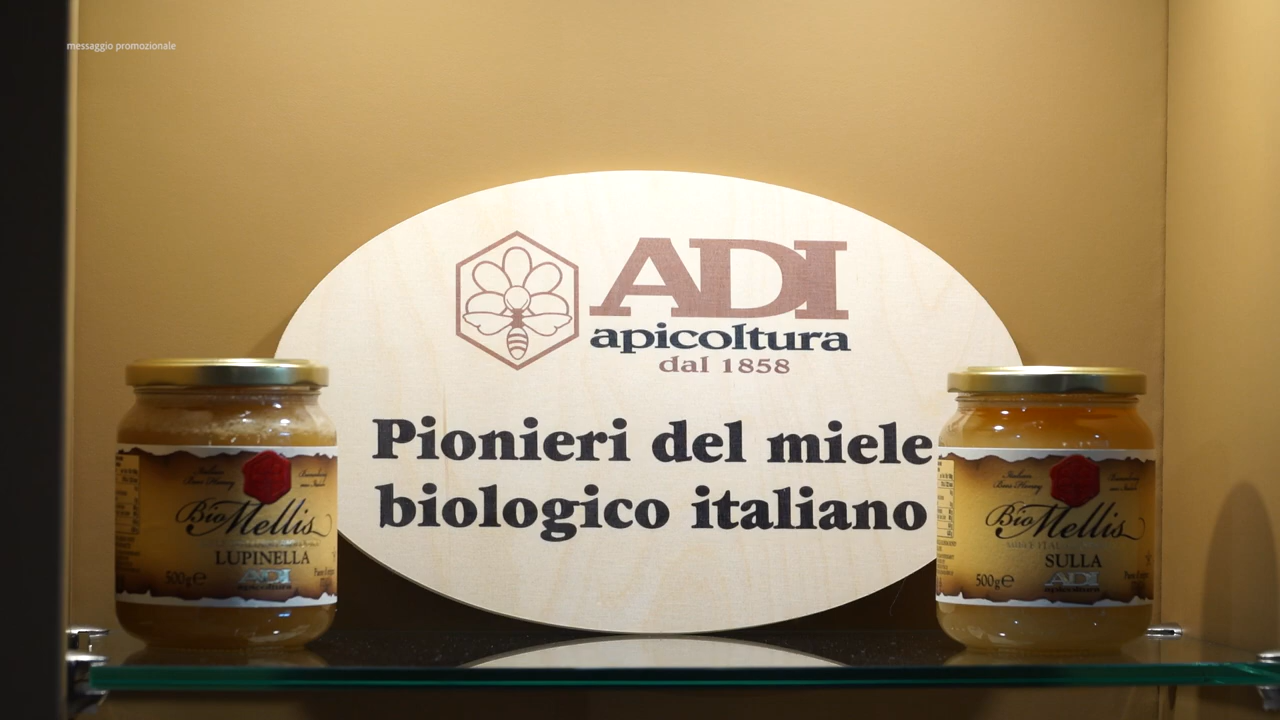 messaggio promozionale
ADI
apicoltura
dal 1858
Pionieri del miele
biologico italiano
Bio Mellis
LUPINELLA
500g e
ADI
Bio Mellis
SULLA
500g e
ADI